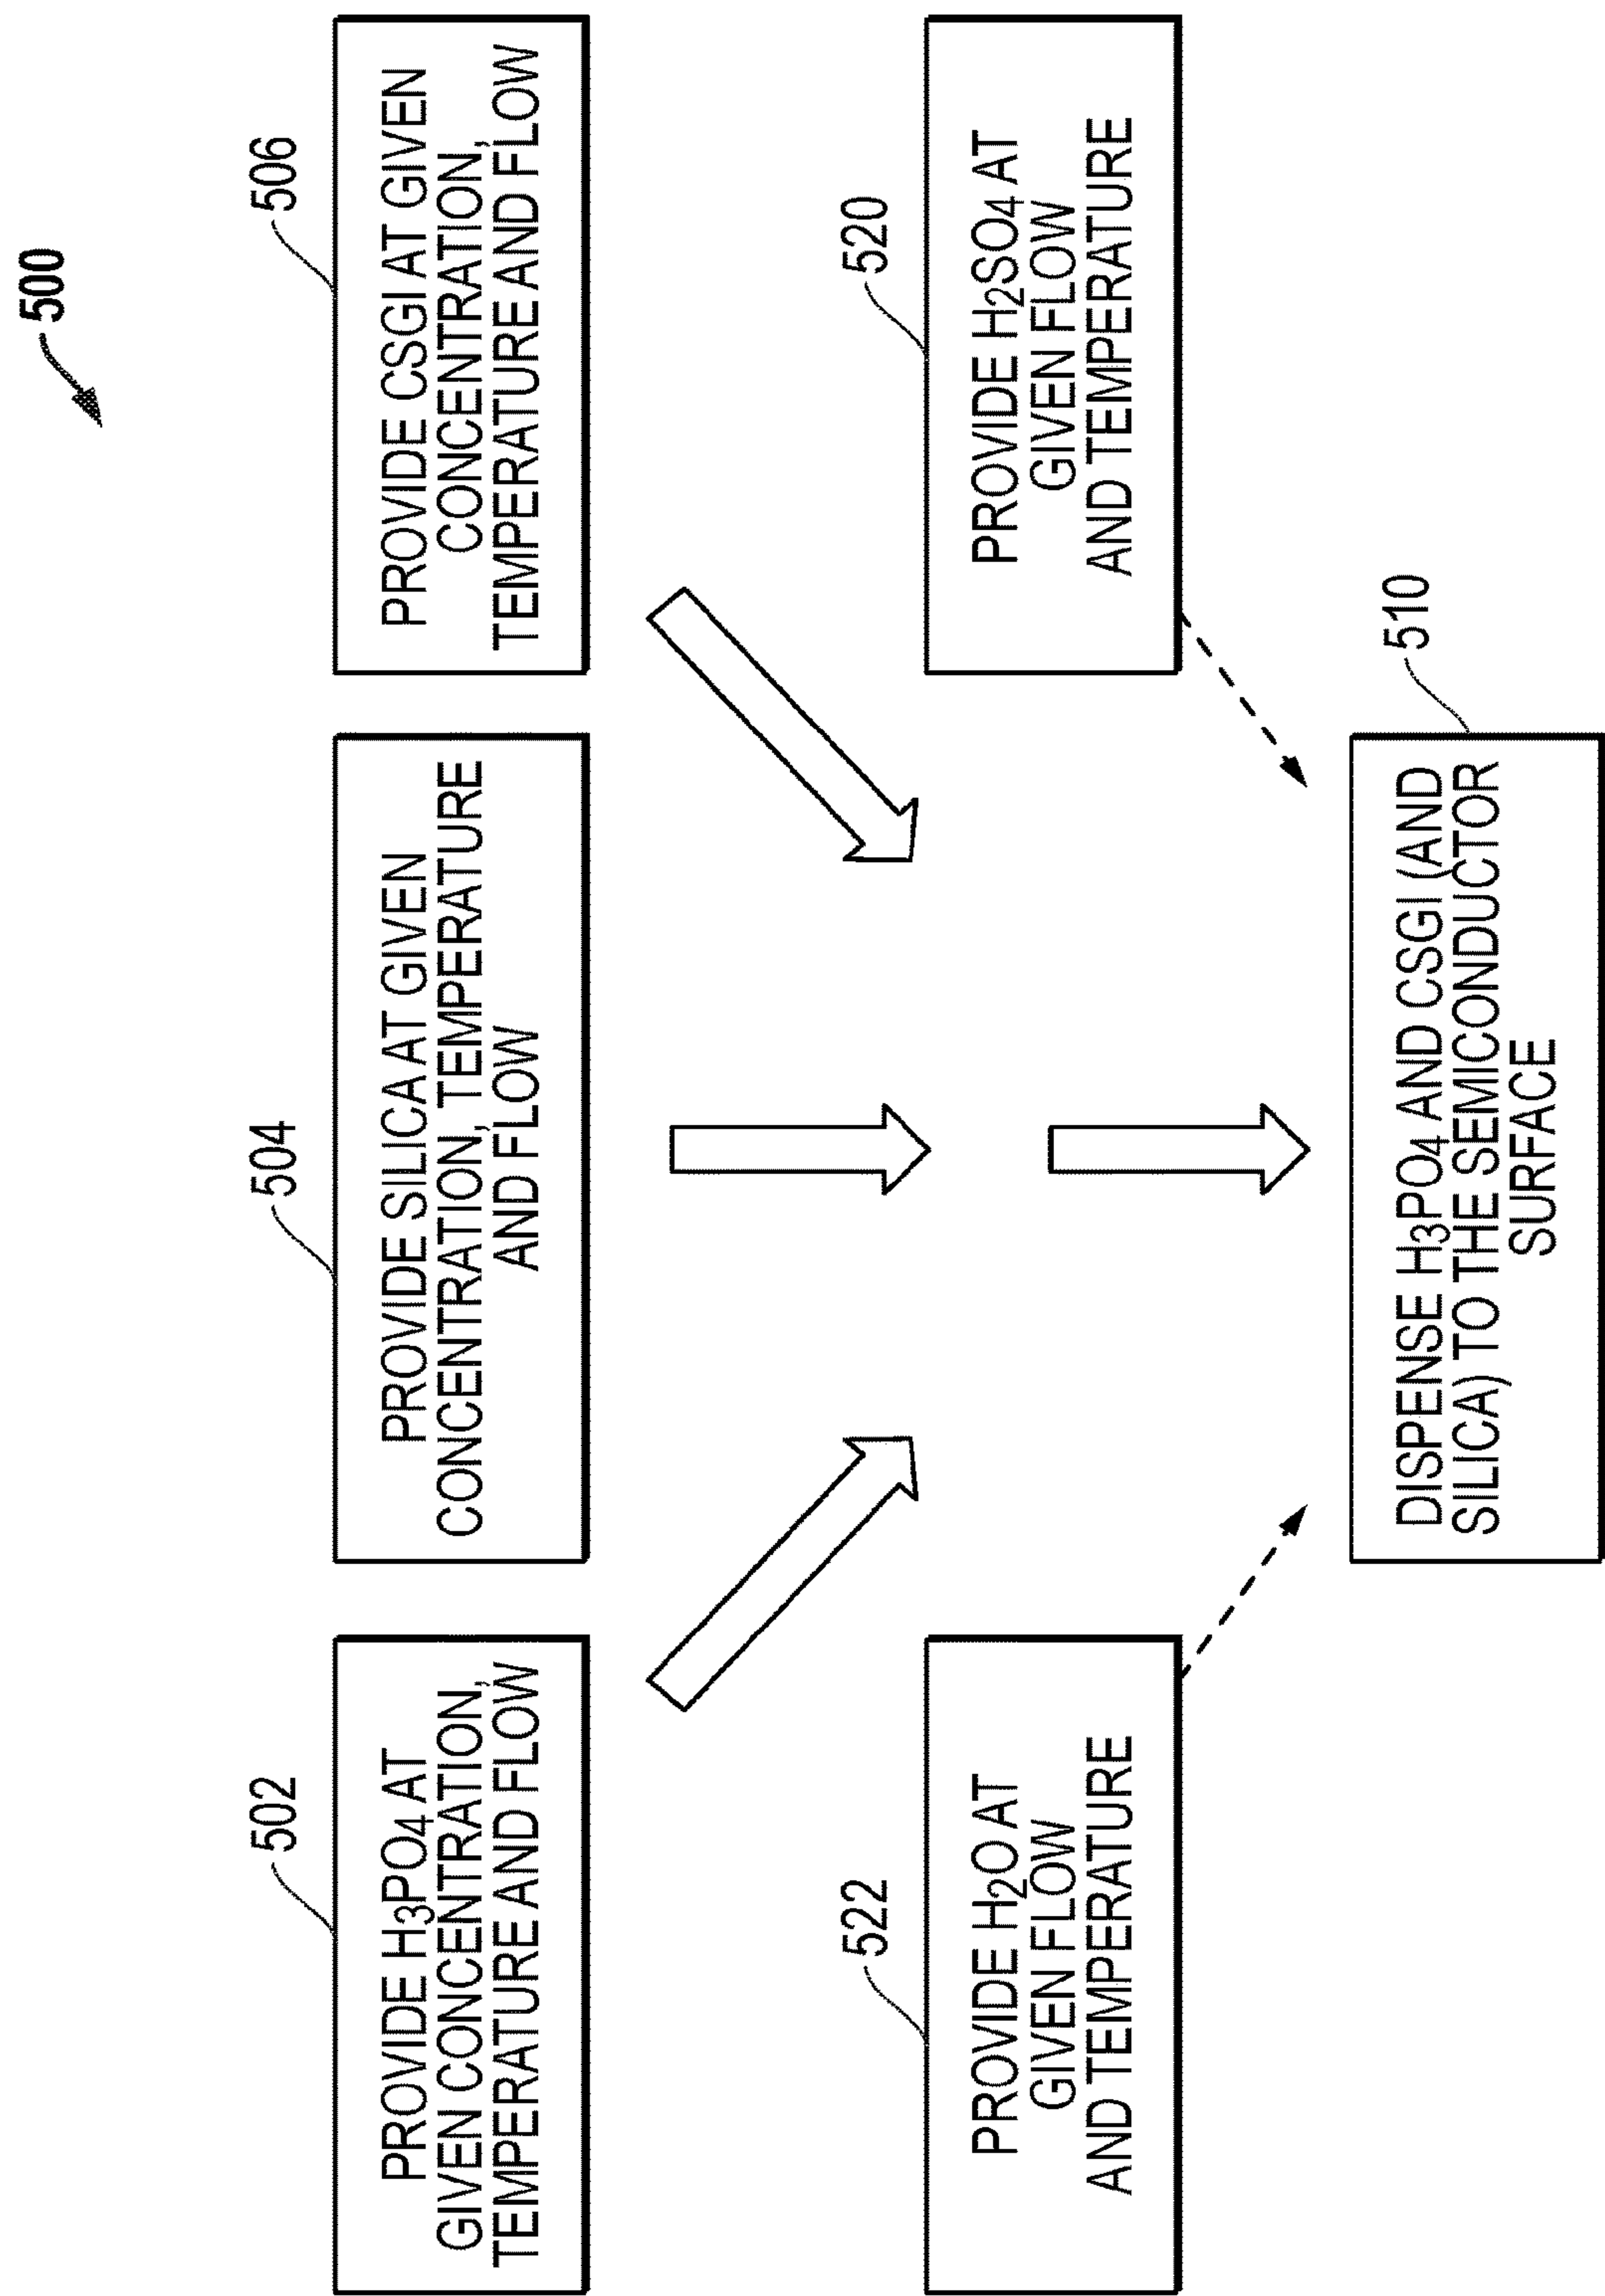 500
502
PROVIDE H3PO4 AT
GIVEN CONCENTRATION,
TEMPERATURE AND FLOW
504
PROVIDE SILICA AT GIVEN
CONCENTRATION, TEMPERATURE
AND FLOW
506
PROVIDE CSGI AT GIVEN
CONCENTRATION,
TEMPERATURE AND FLOW
522
PROVIDE H2O AT
GIVEN FLOW
AND TEMPERATURE
520
PROVIDE H2SO4 AT
GIVEN FLOW
AND TEMPERATURE
510
DISPENSE H3PO4 AND CSGI (AND
SILICA) TO THE SEMICONDUCTOR
SURFACE